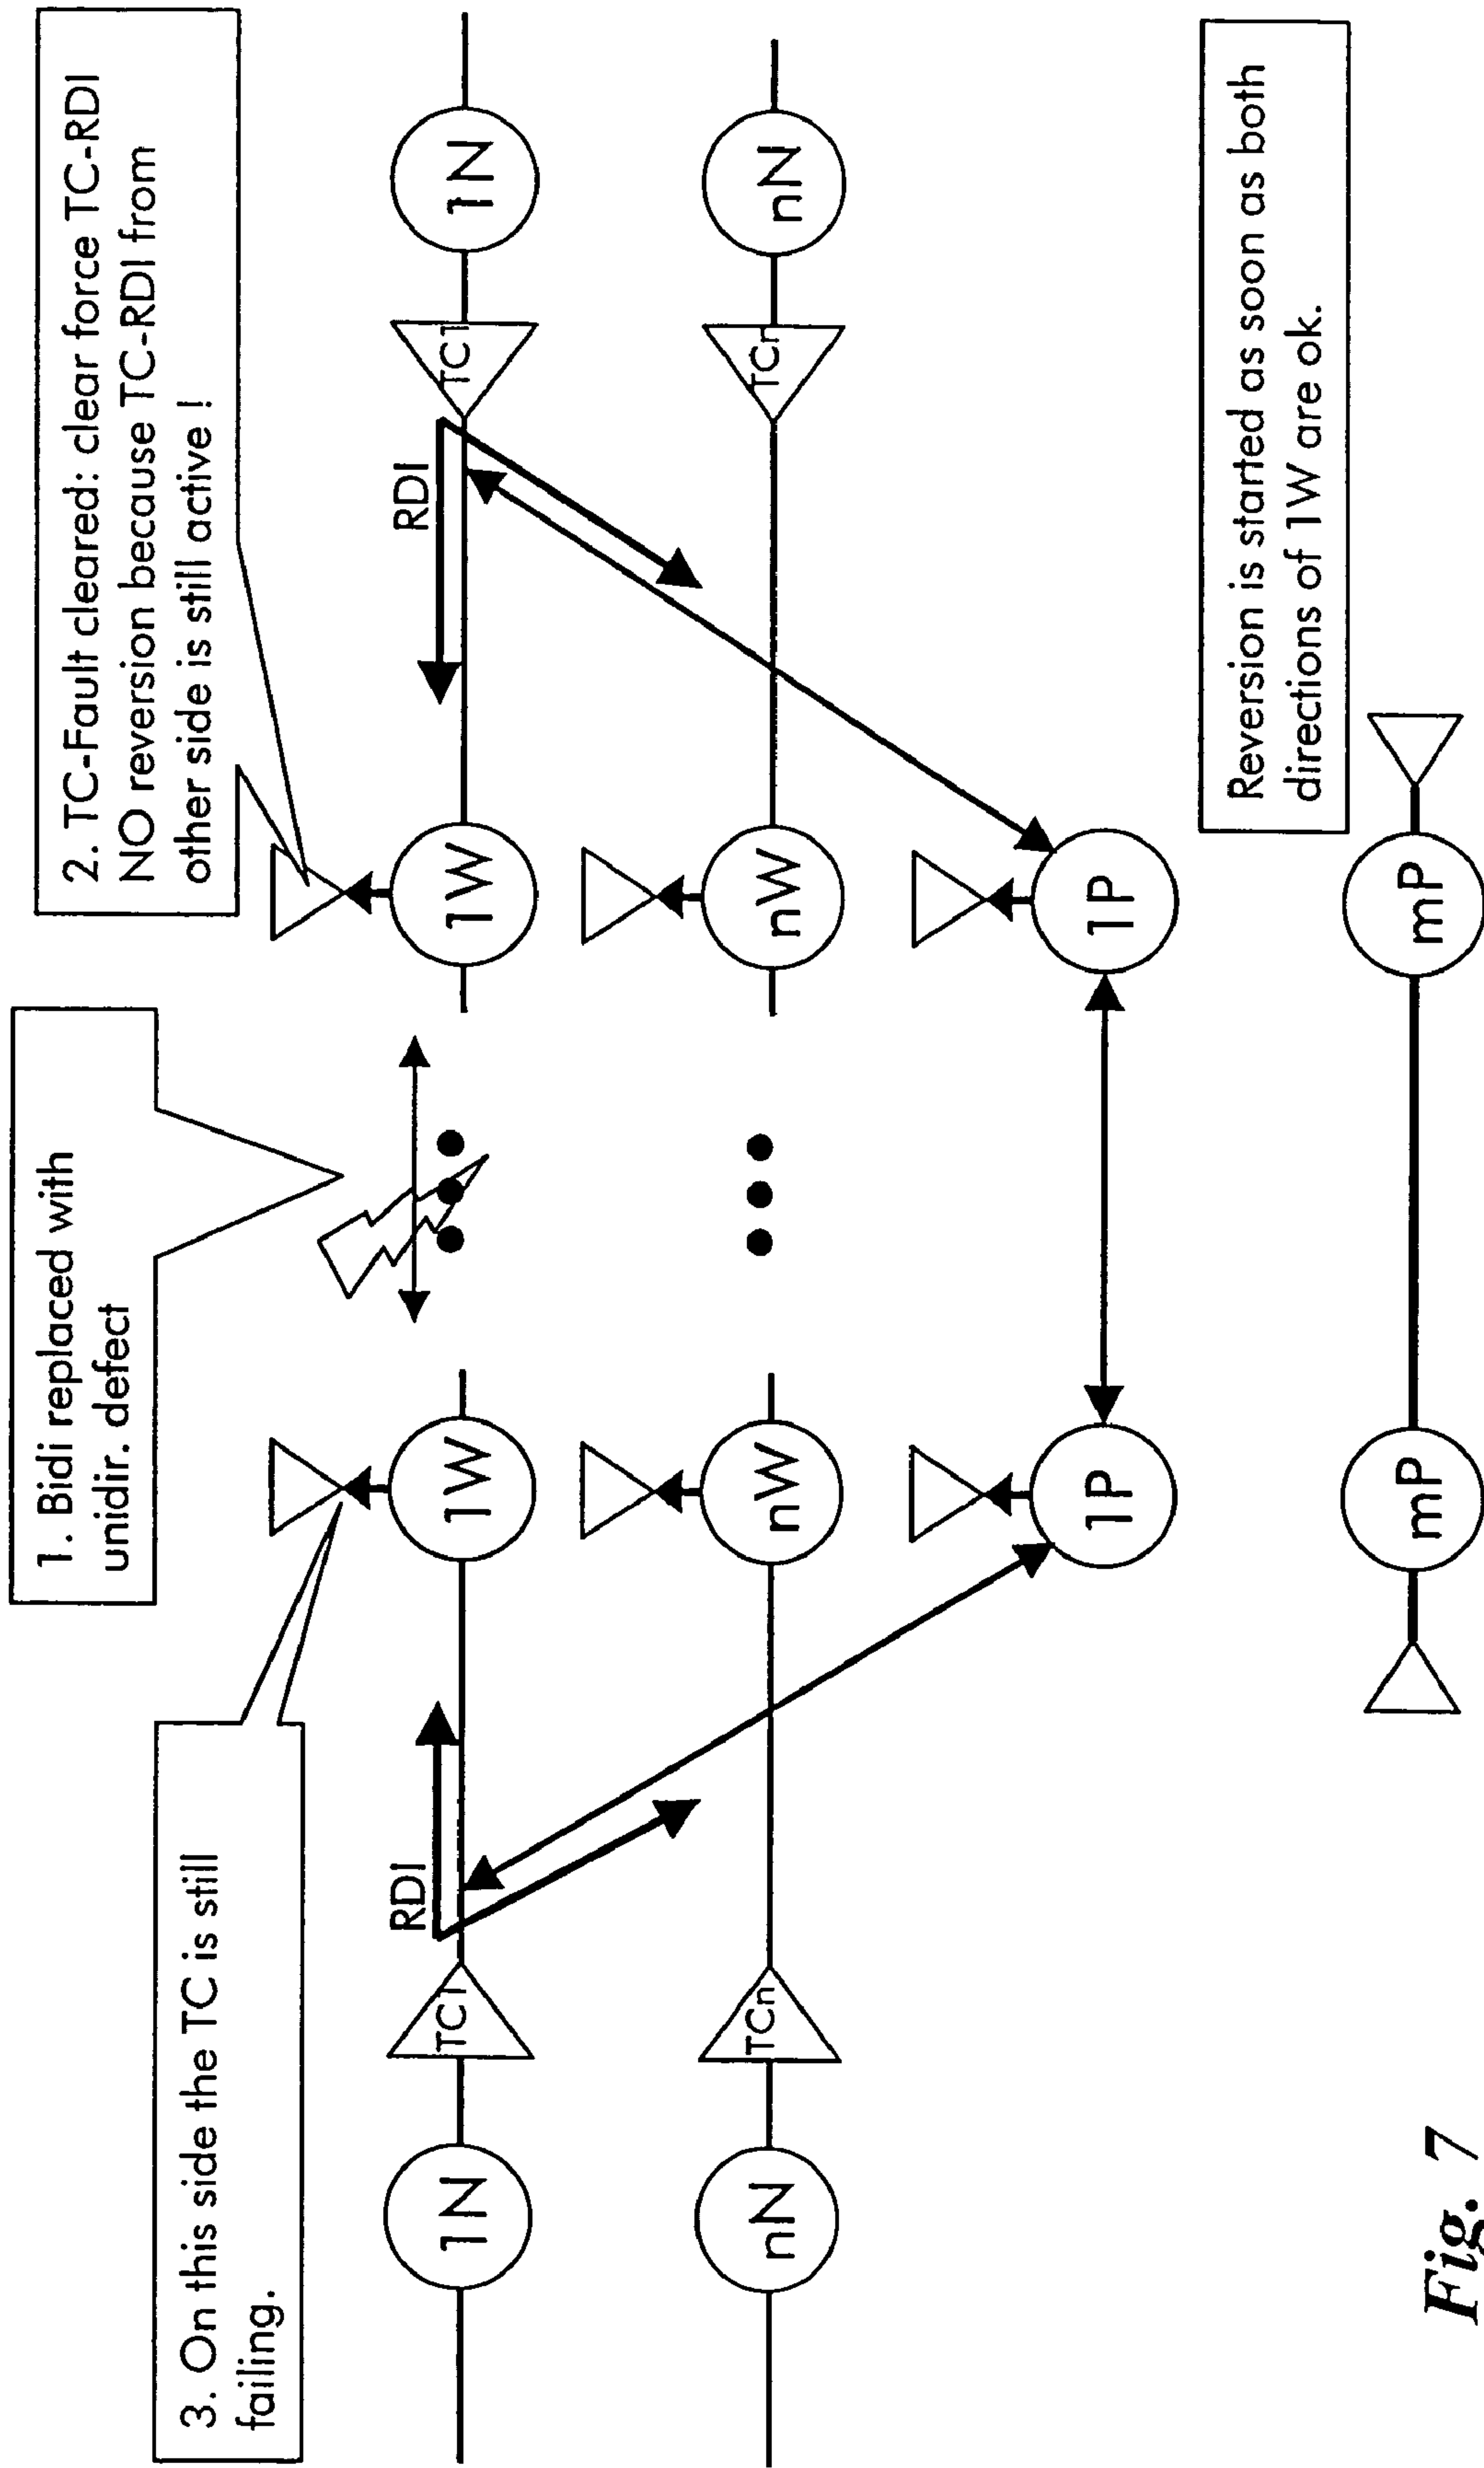 1. Bidi replaced with
unidir. defect
2. TC-Fault cleared: clear force TC-RDI
NO reversion because TC-RDI from
other side is still active !
3. On this side the TC is still
failing.
1N
TC1
RDI
1W
1W
RDI
TC1
1N
nN
TCn
nW
nW
TCn
nN
1P
1P
Reversion is started as soon as both
directions of 1W are ok.
mP
mP
Fig. 7